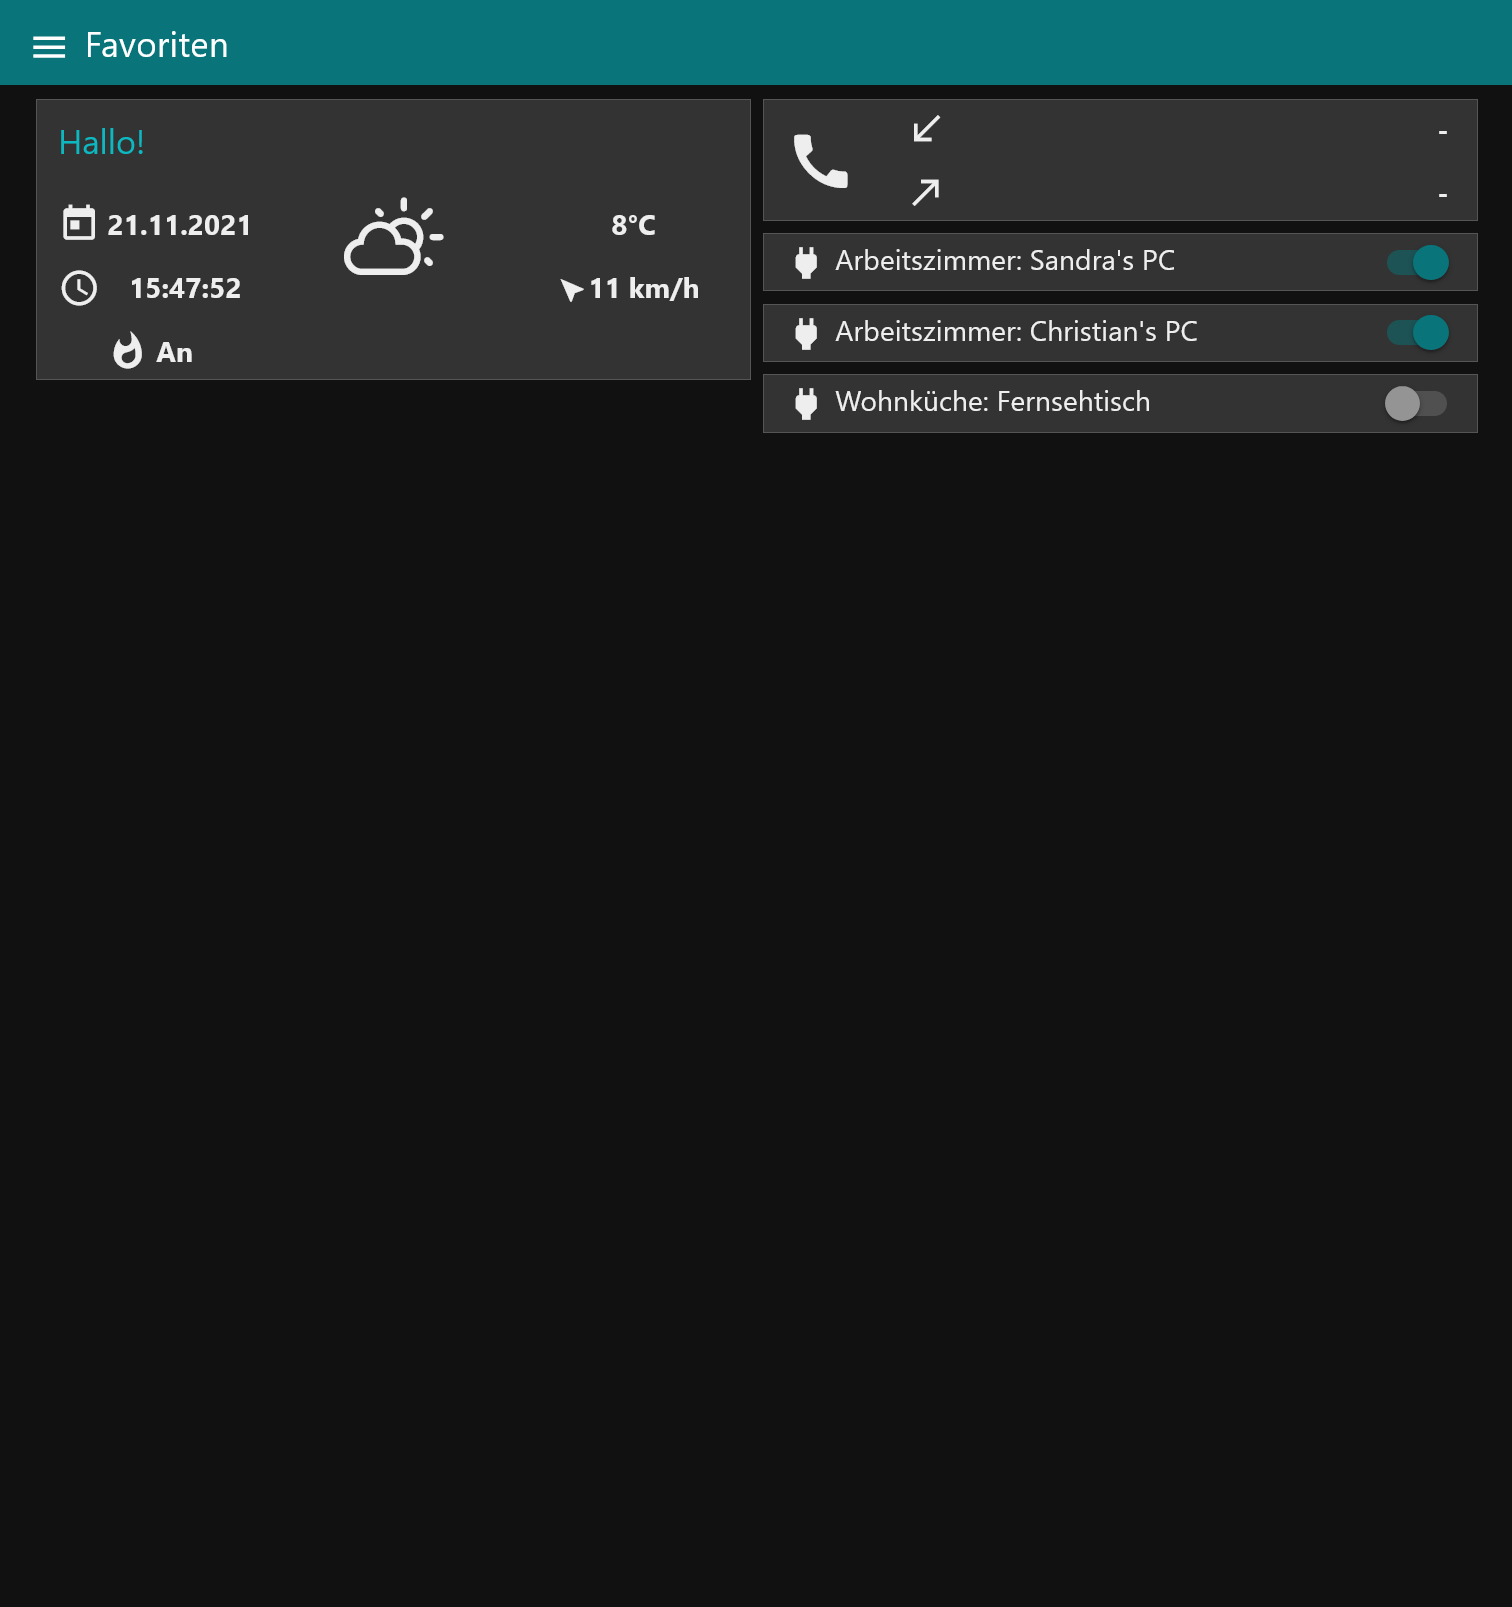 Favoriten
Hallo!
21.11.2021
8°C
15:47:52
11 km/h
An
-
-
Arbeitszimmer: Sandra's PC
Arbeitszimmer: Christian's PC
Wohnküche: Fernsehtisch